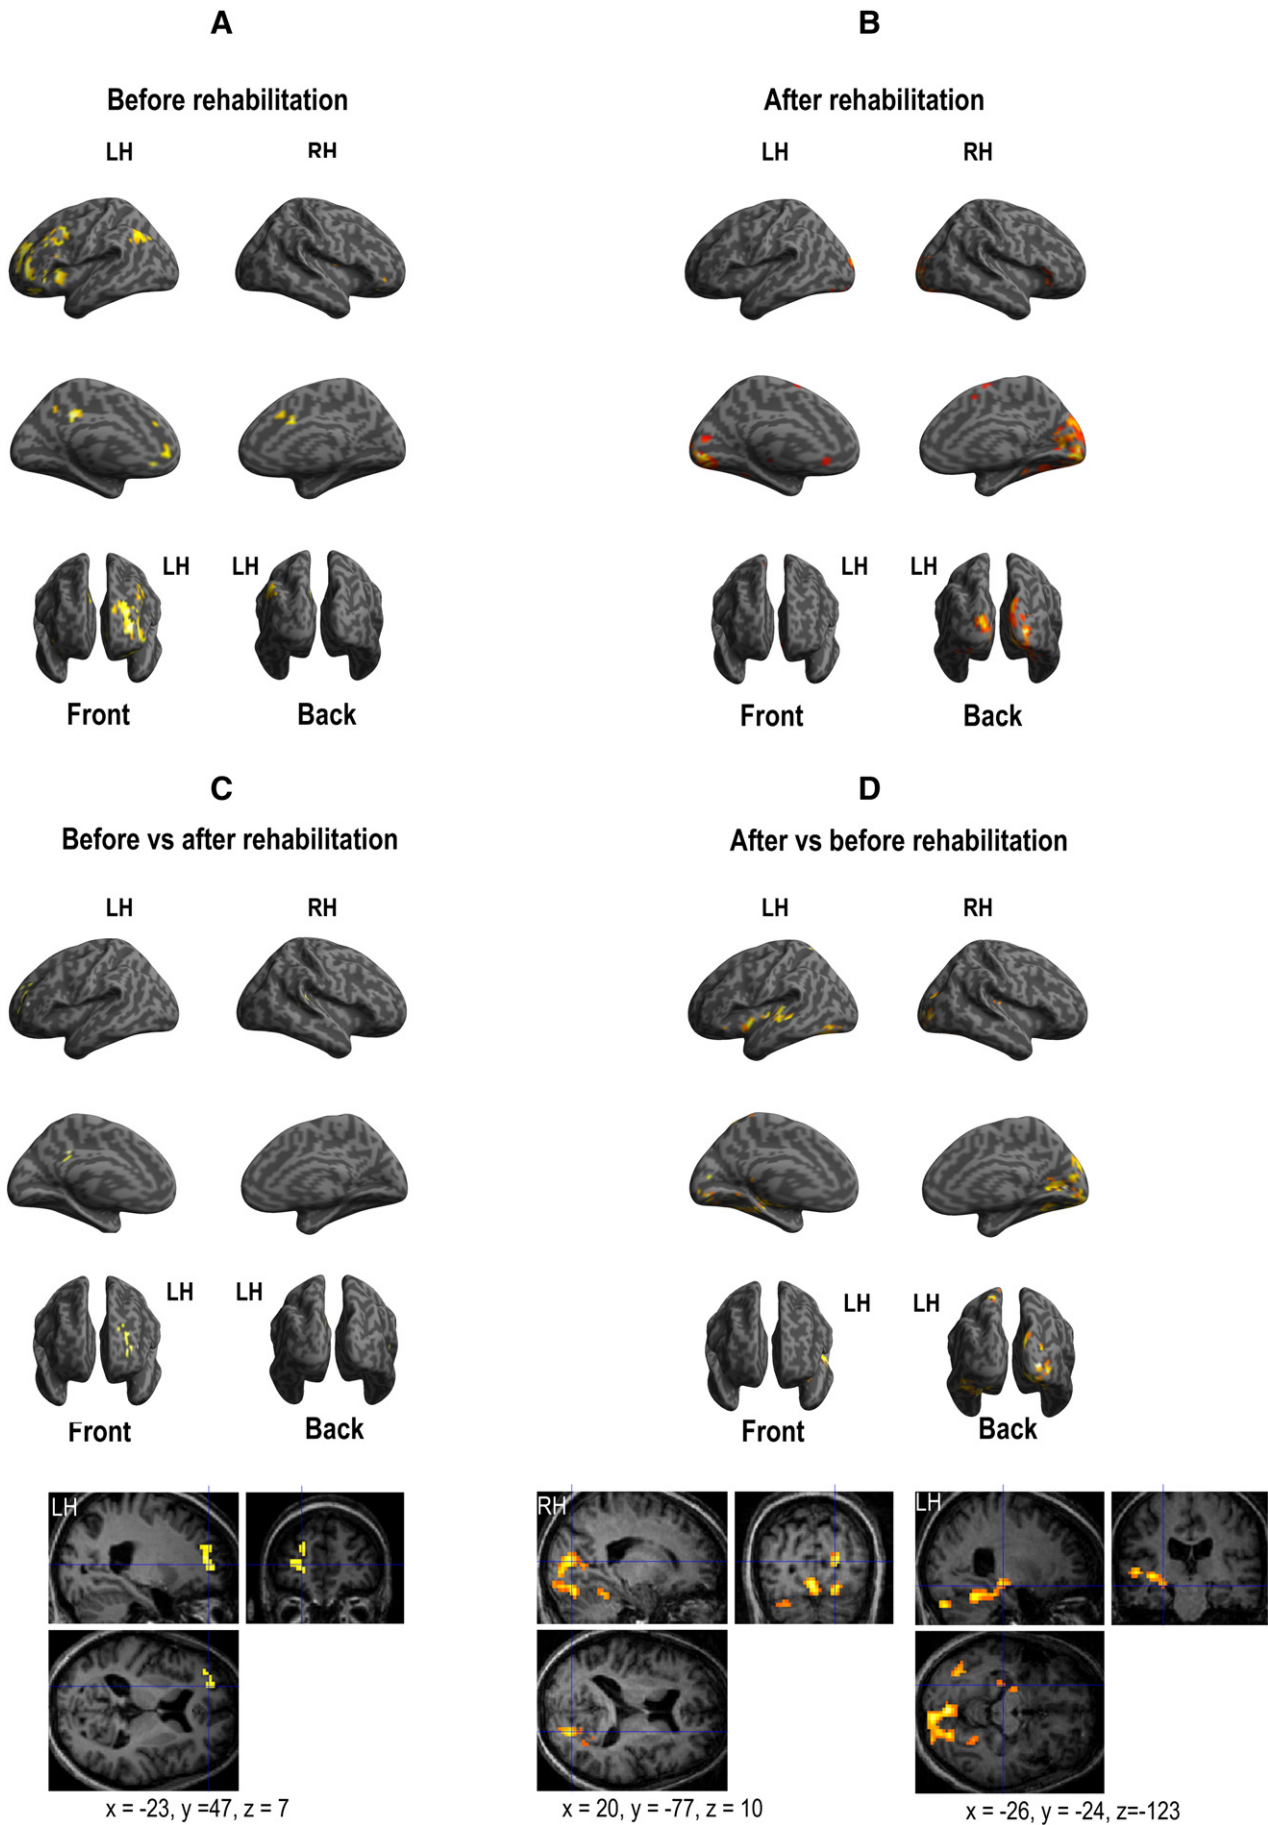 A
B
Before rehabilitation
After rehabilitation
LH
RH
LH
RH
LH
LH
LH
LH
Front
Back
Front
Back
C
D
Before vs after rehabilitation
After vs before rehabilitation
LH
RH
LH
RH
LH
LH
LH
LH
Front
Back
Front
Back
LH
RH
LH
x = -23, y =47, z = 7
x = 20, y = -77, z = 10
x = -26, y = -24, z=-123